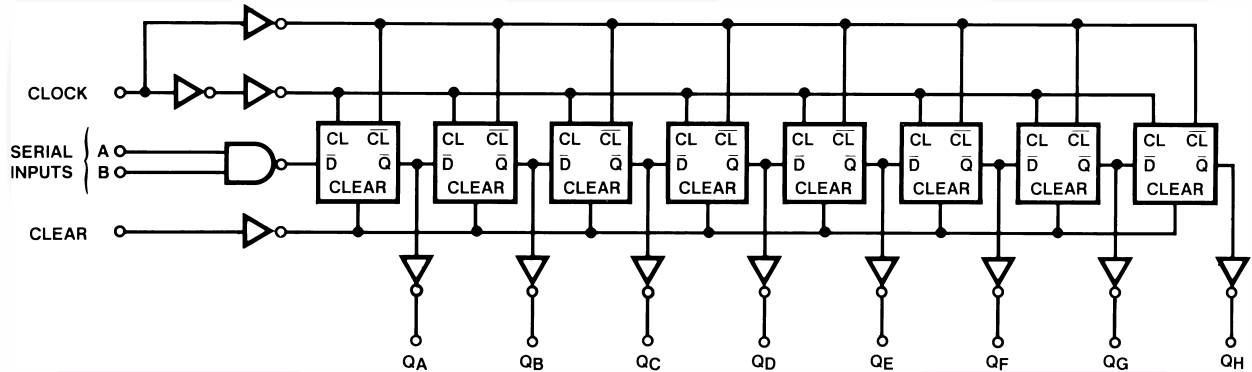 CLOCK
SERIAL INPUTS { A B
CL C̅L̅ CL C̅L̅ CL C̅L̅ CL C̅L̅ CL C̅L̅ CL C̅L̅ CL C̅L̅ CL C̅L̅
D̅ Q̅ D̅ Q̅ D̅ Q̅ D̅ Q̅ D̅ Q̅ D̅ Q̅ D̅ Q̅ D̅ Q̅
CLEAR CLEAR CLEAR CLEAR CLEAR CLEAR CLEAR CLEAR
CLEAR
QA QB QC QD QE QF QG QH